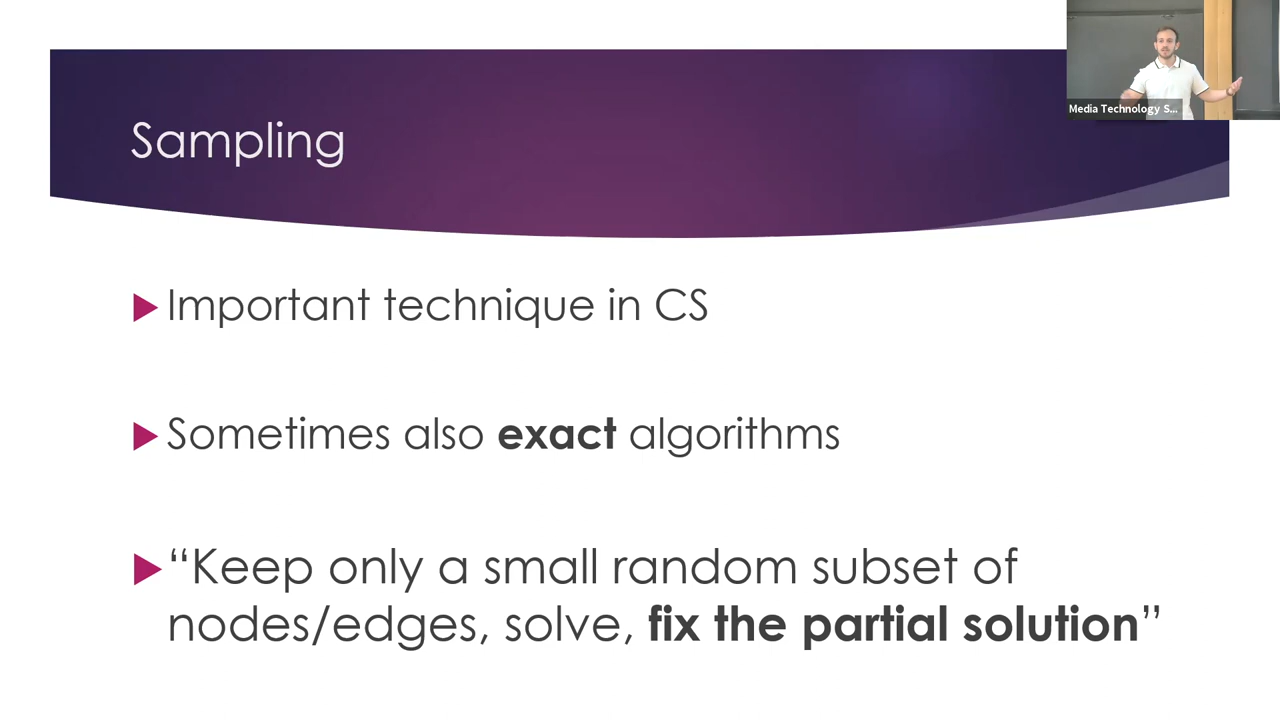 Media Technology S...
Sampling
Important technique in CS
Sometimes also exact algorithms
“Keep only a small random subset of
nodes/edges, solve, fix the partial solution”